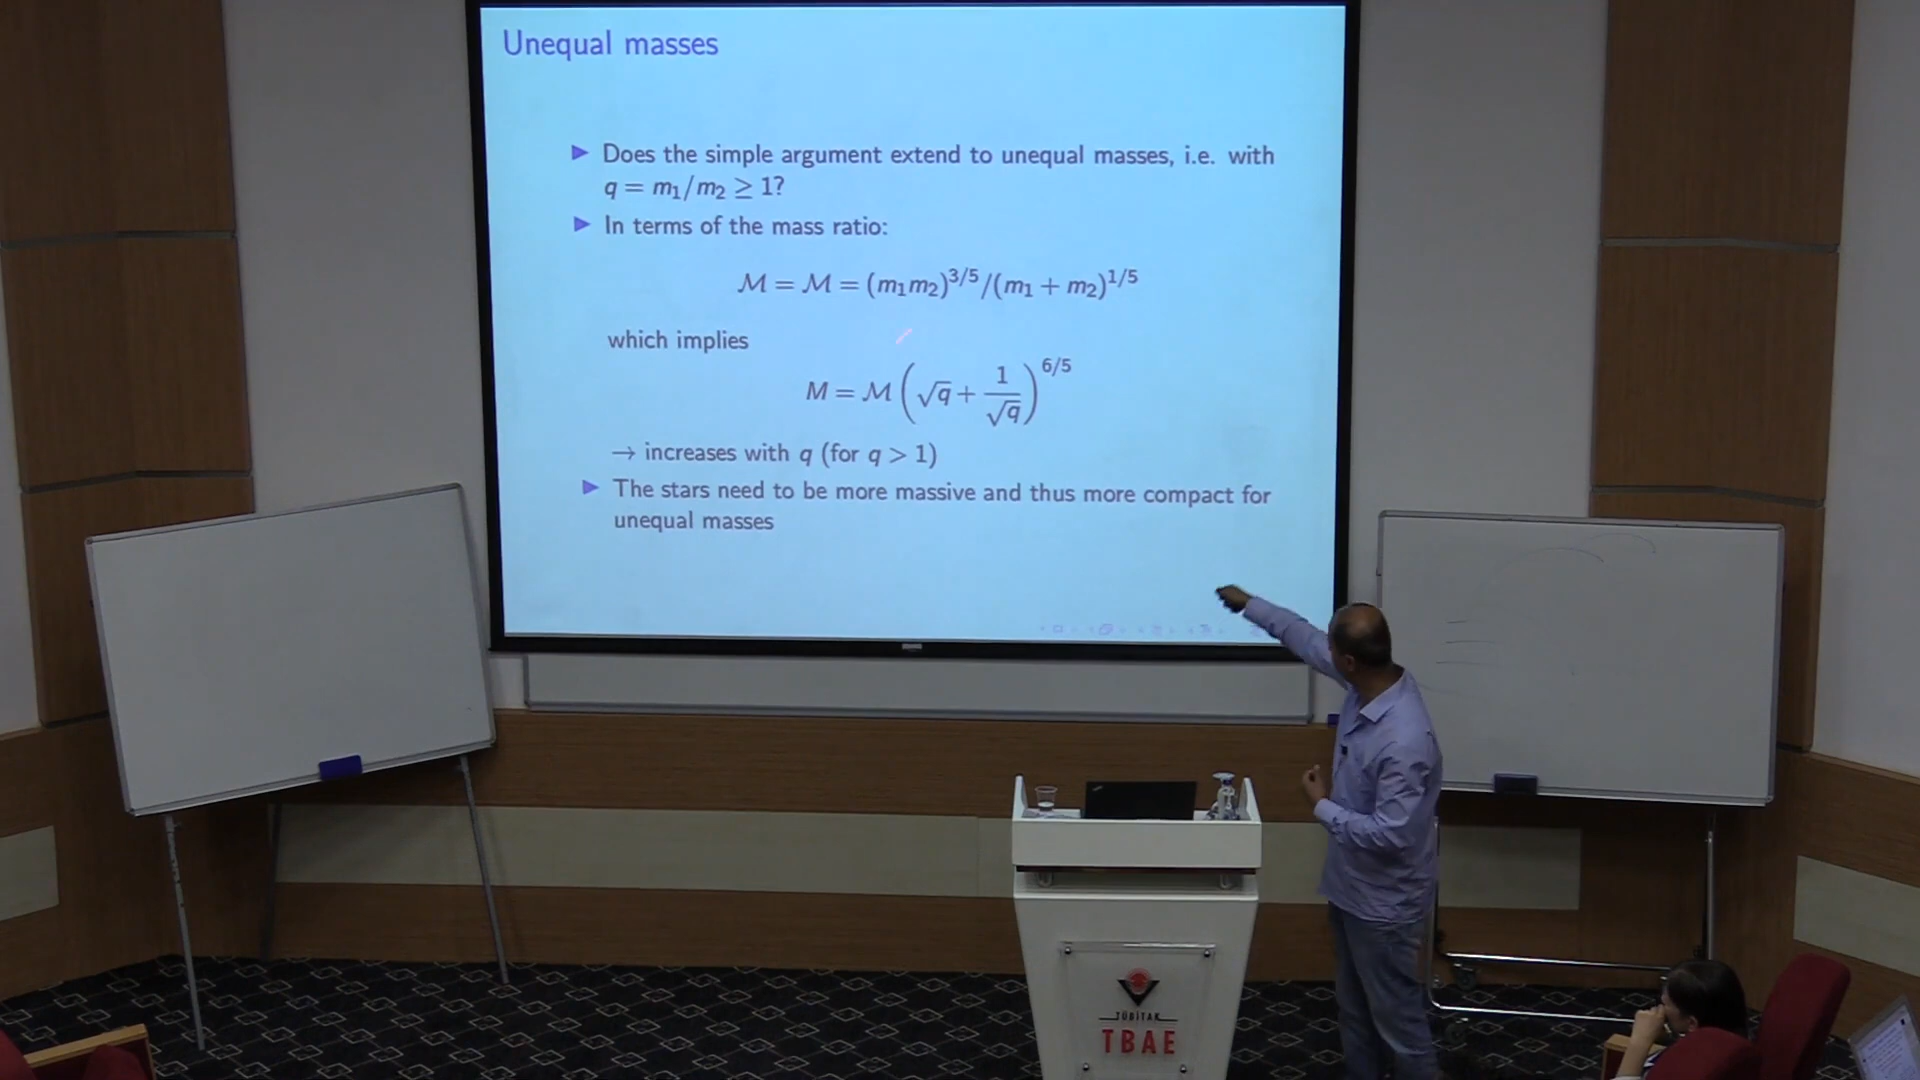 Unequal masses
▶ Does the simple argument extend to unequal masses, i.e. with
q = m₁/m₂ ≥ 1?
▶ In terms of the mass ratio:
ℳ = ℳ = (m₁m₂)^{3/5}/(m₁ + m₂)^{1/5}
which implies
M = ℳ (√q + 1/√q)^{6/5}
→ increases with q (for q > 1)
▶ The stars need to be more massive and thus more compact for
unequal masses
TÜBİTAK
TBAE